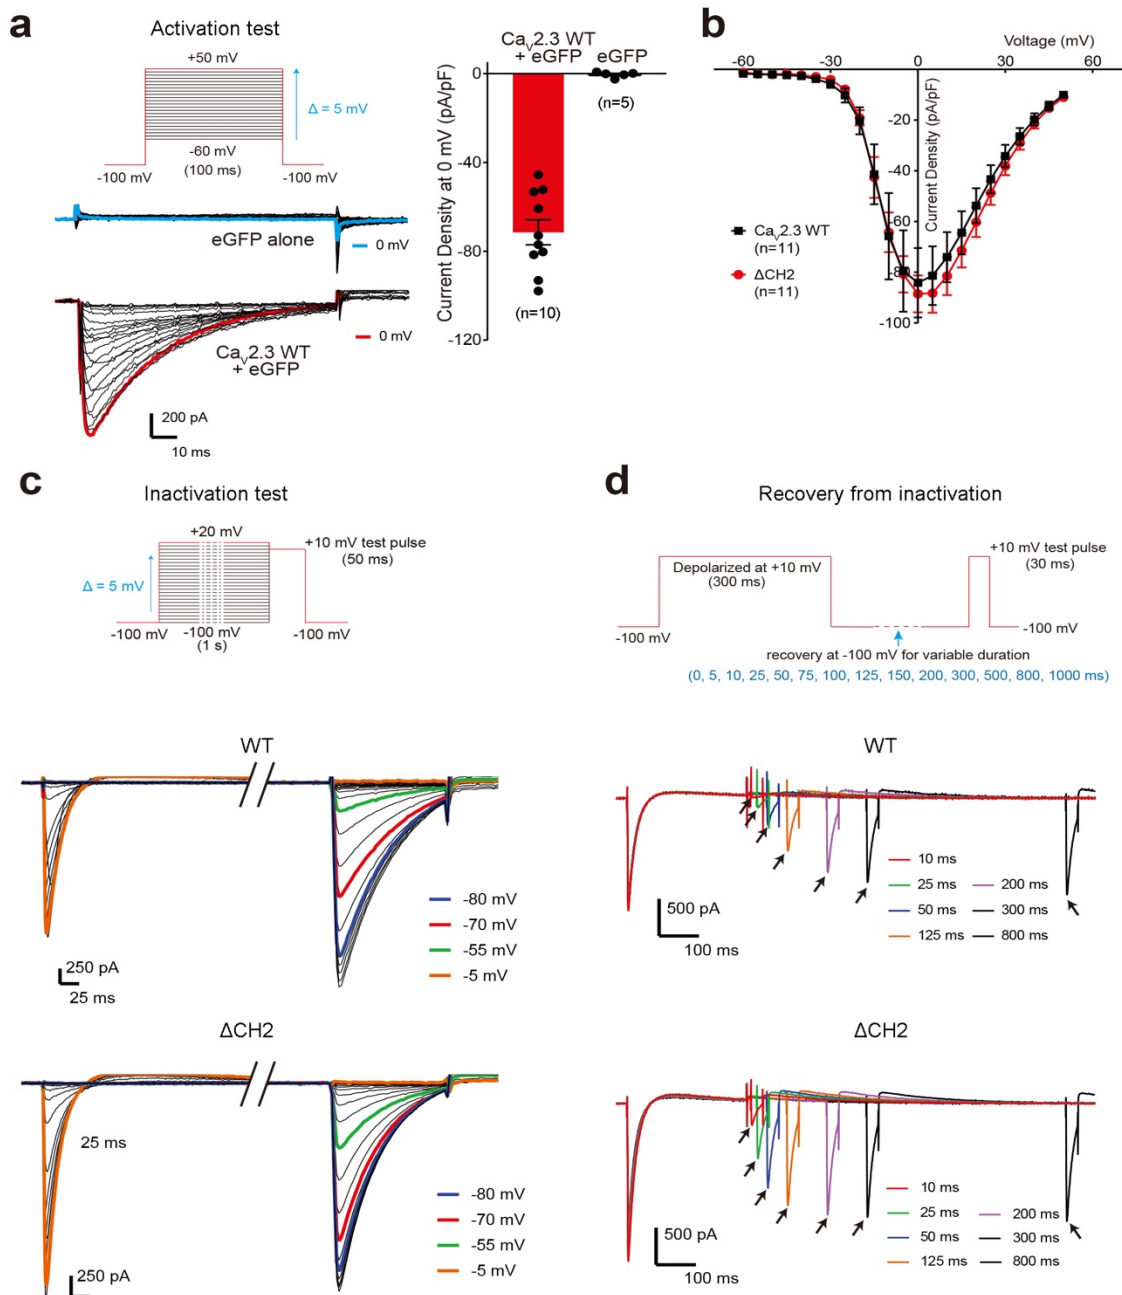 a
Activation test
+50 mV
Δ = 5 mV
-60 mV
(100 ms)
-100 mV
-100 mV
eGFP alone
0 mV
CaV2.3 WT
+ eGFP
0 mV
200 pA
10 ms
CaV2.3 WT
+ eGFP
eGFP
Current Density at 0 mV (pA/pF)
0
-40
-80
-120
(n=5)
(n=10)
b
Voltage (mV)
-60
-30
0
60
-20
-40
-60
-80
-100
Current Density (pA/pF)
CaV2.3 WT
(n=11)
ΔCH2
(n=11)
c
Inactivation test
+20 mV
+10 mV test pulse
(50 ms)
Δ = 5 mV
-100 mV
-100 mV
(1 s)
-100 mV
WT
-80 mV
-70 mV
-55 mV
-5 mV
250 pA
25 ms
ΔCH2
25 ms
-80 mV
-70 mV
-55 mV
-5 mV
250 pA
d
Recovery from inactivation
Depolarized at +10 mV
(300 ms)
+10 mV test pulse
(30 ms)
-100 mV
-100 mV
recovery at -100 mV for variable duration
(0, 5, 10, 25, 50, 75, 100, 125, 150, 200, 300, 500, 800, 1000 ms)
WT
10 ms
25 ms
200 ms
50 ms
300 ms
125 ms
800 ms
500 pA
100 ms
ΔCH2
10 ms
25 ms
200 ms
50 ms
300 ms
125 ms
800 ms
500 pA
100 ms